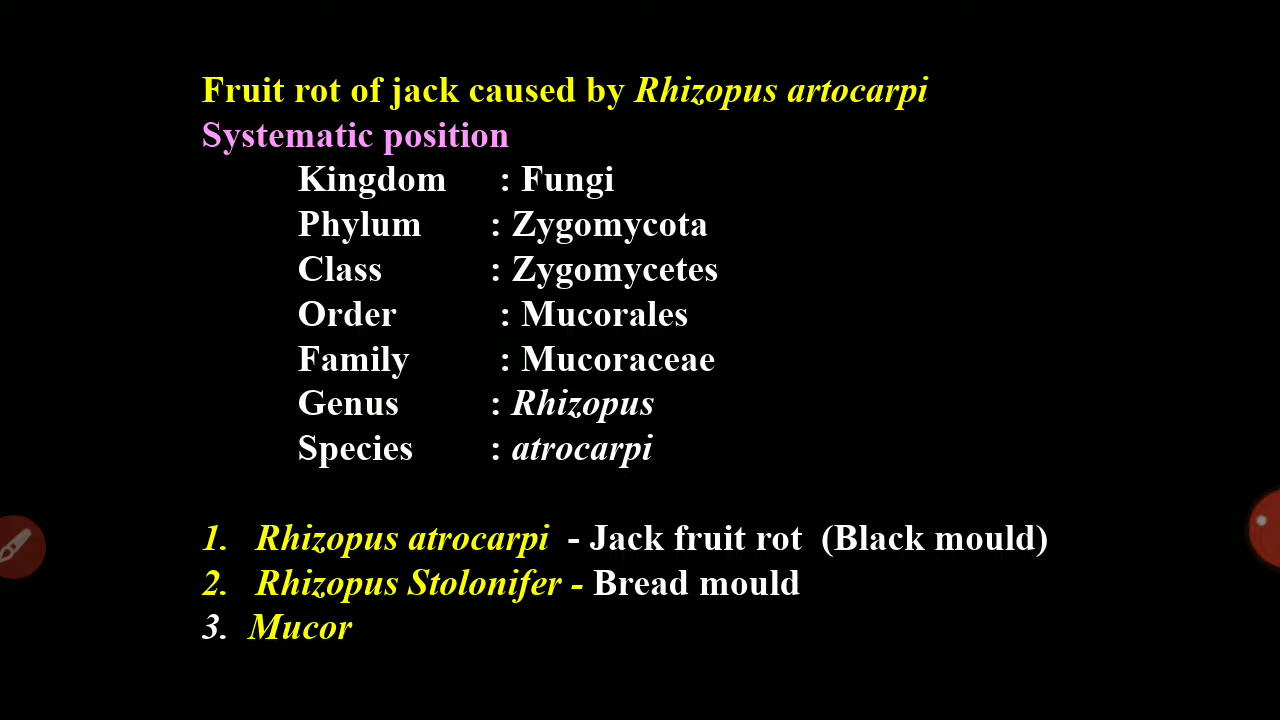 Fruit rot of jack caused by Rhizopus artocarpi
Systematic position
Kingdom : Fungi
Phylum : Zygomycota
Class : Zygomycetes
Order : Mucorales
Family : Mucoraceae
Genus : Rhizopus
Species : atrocarpi
1. Rhizopus atrocarpi - Jack fruit rot (Black mould)
2. Rhizopus Stolonifer - Bread mould
3. Mucor